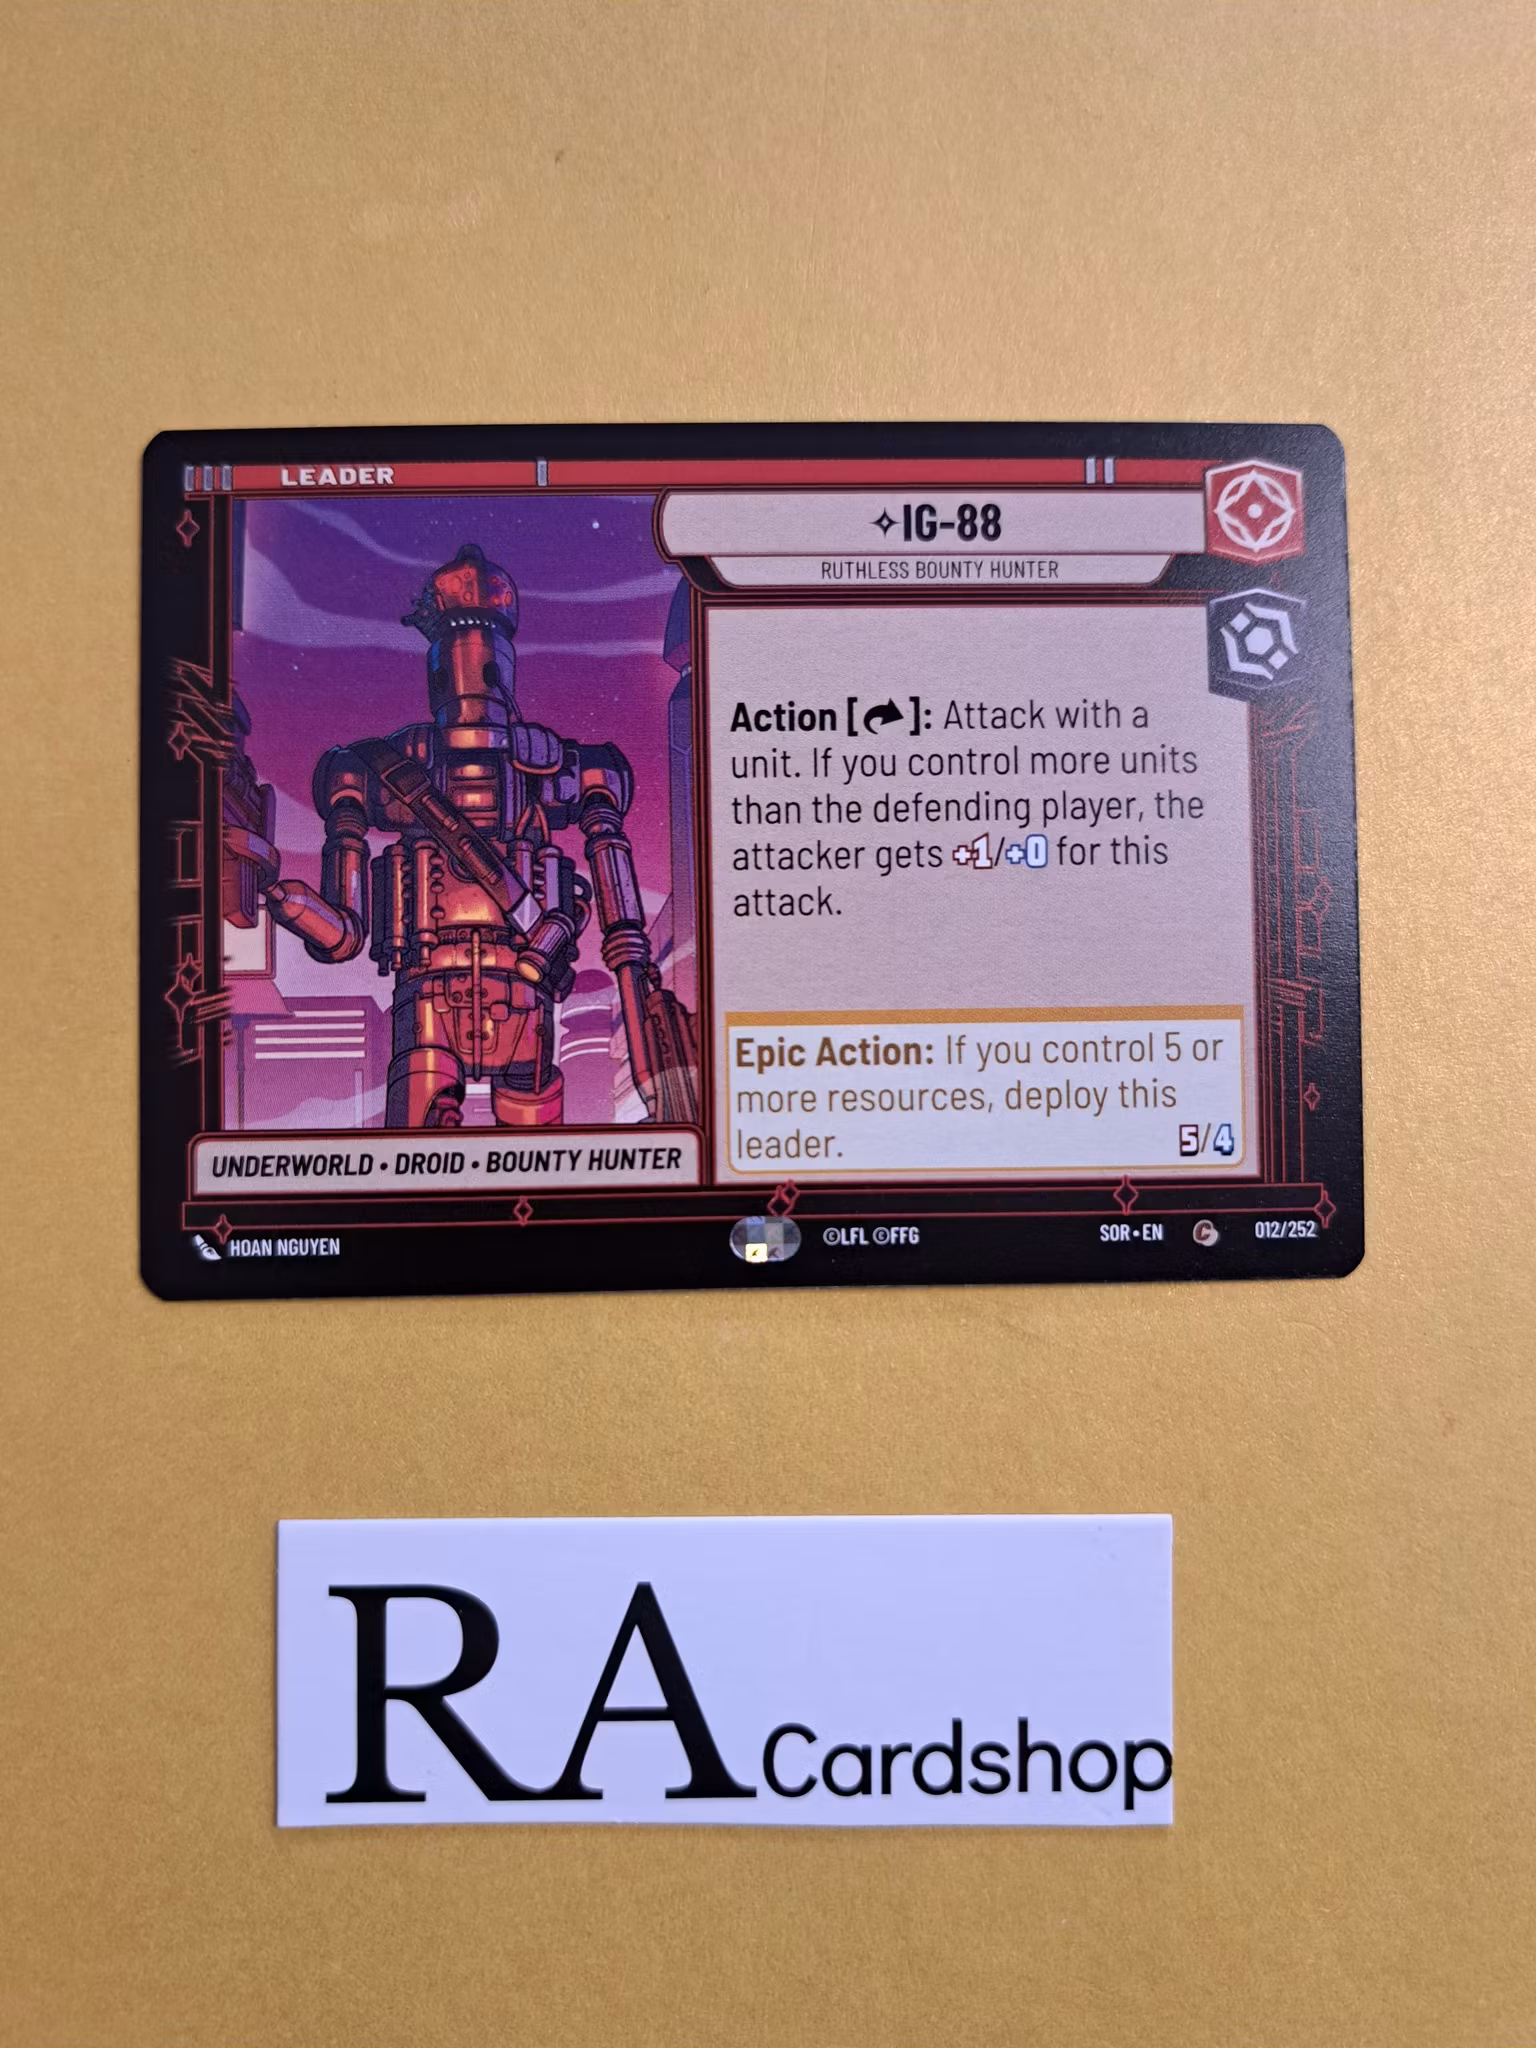 LEADER
IG-88
RUTHLESS BOUNTY HUNTER
Action [ ]: Attack with a
unit. If you control more units
than the defending player, the
attacker gets +1/+0 for this
attack.
Epic Action: If you control 5 or
more resources, deploy this
leader.
5/4
UNDERWORLD • DROID • BOUNTY HUNTER
HOAN NGUYEN
©LFL ©FFG
SOR • EN
C
012/252
RA Cardshop